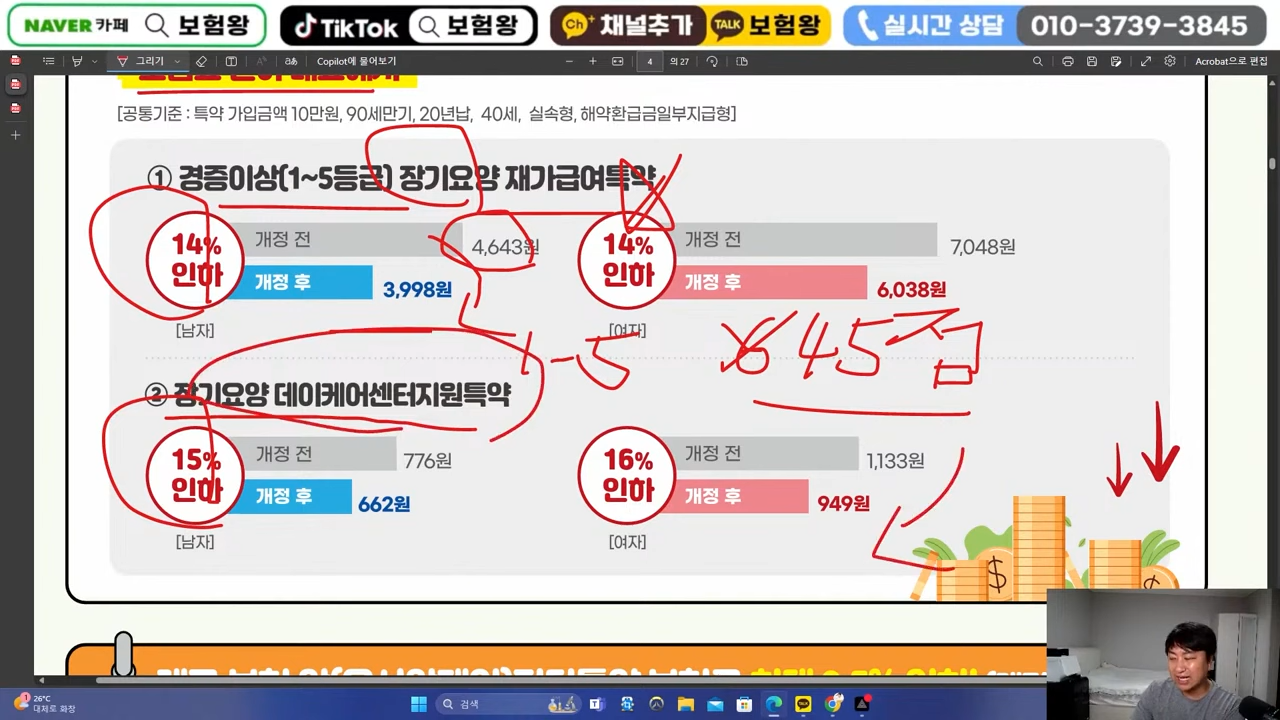 NAVER 카페 보험왕 TikTok 보험왕 Ch+ 채널추가 TALK 보험왕 실시간 상담 010-3739-3845
그리기 Copilot에 물어보기 4 의 27 Acrobat으로 편집
[공통기준 : 특약 가입금액 10만원, 90세만기, 20년납, 40세, 실속형, 해약환급금일부지급형]
① 경증이상(1~5등급) 장기요양 재가급여특약
14% 인하 개정 전 4,643원
개정 후 3,998원
[남자]
14% 인하 개정 전 7,048원
개정 후 6,038원
[여자]
1-5 645점
② 장기요양 데이케어센터지원특약
15% 인하 개정 전 776원
개정 후 662원
[남자]
16% 인하 개정 전 1,133원
개정 후 949원
[여자]
26°C
대체로 화창
검색